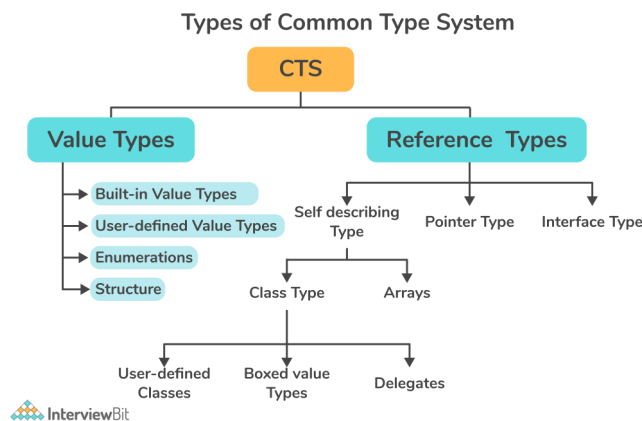 Types of Common Type System
CTS
Value Types
Reference Types
Built-in Value Types
User-defined Value Types
Enumerations
Structure
Self describing
Type
Pointer Type
Interface Type
Class Type
Arrays
User-defined
Classes
Boxed value
Types
Delegates
InterviewBit